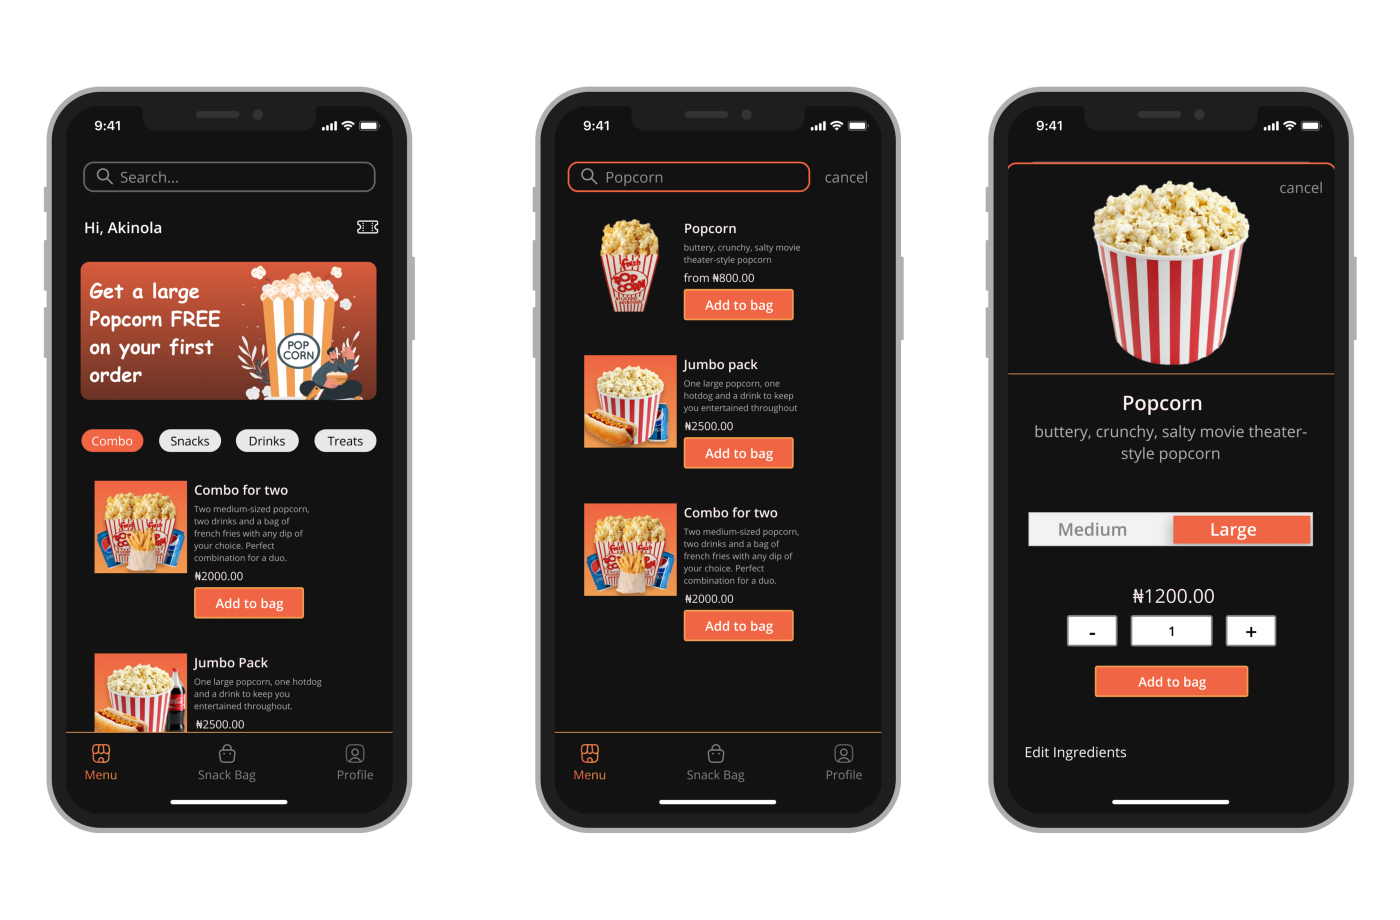 9:41
Search...
Hi, Akinola
Get a large
Popcorn FREE
on your first
order
POP
CORN
Combo
Snacks
Drinks
Treats
Combo for two
Two medium-sized popcorn,
two drinks and a bag of
french fries with any dip of
your choice. Perfect
combination for a duo.
₦2000.00
Add to bag
Jumbo Pack
One large popcorn, one hotdog
and a drink to keep you
entertained throughout.
₦2500.00
Menu
Snack Bag
Profile
9:41
Popcorn
cancel
Popcorn
buttery, crunchy, salty movie
theater-style popcorn
from ₦800.00
Add to bag
fresh
POP
CORN
Jumbo pack
One large popcorn, one
hotdog and a drink to keep
you entertained throughout
₦2500.00
Add to bag
Combo for two
Two medium-sized popcorn,
two drinks and a bag of
french fries with any dip of
your choice. Perfect
combination for a duo.
₦2000.00
Add to bag
Menu
Snack Bag
Profile
9:41
cancel
Popcorn
buttery, crunchy, salty movie theater-
style popcorn
Medium
Large
₦1200.00
-
1
+
Add to bag
Edit Ingredients